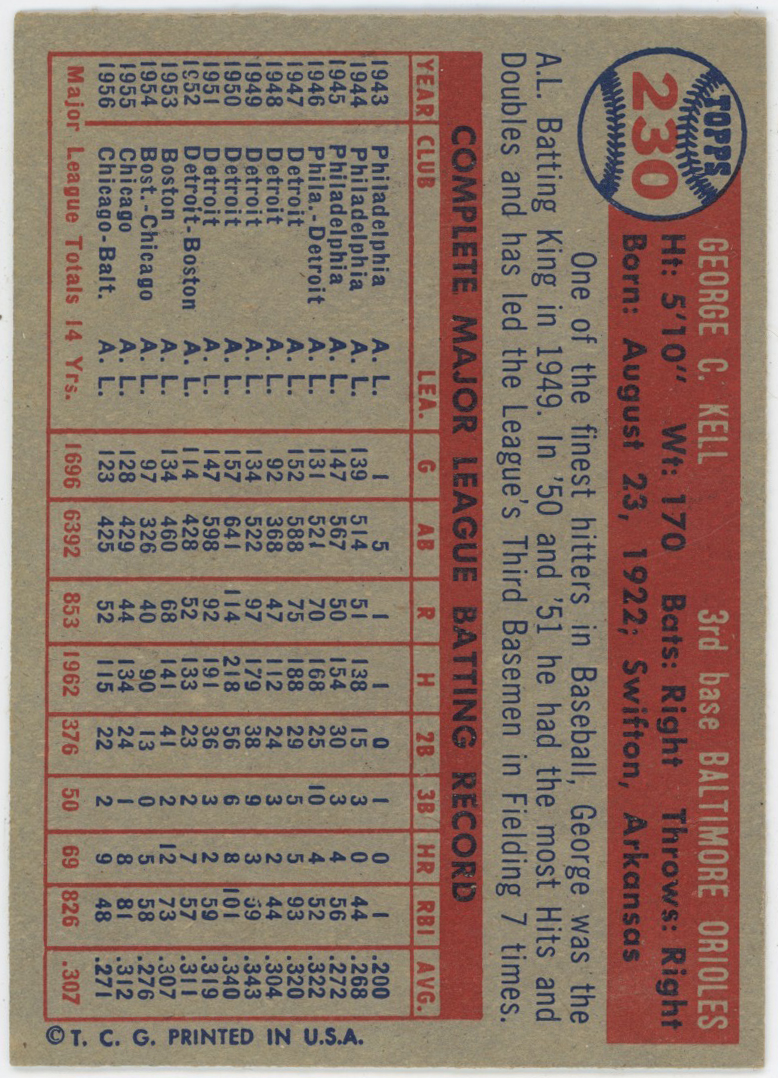 TOPPS
230
GEORGE C. KELL 3rd base BALTIMORE ORIOLES
Ht: 5'10" Wt: 170 Bats: Right Throws: Right
Born: August 23, 1922; Swifton, Arkansas
One of the finest hitters in Baseball, George was the
A.L. Batting King in 1949. In '50 and '51 he had the most Hits and
Doubles and has led the League's Third Basemen in Fielding 7 times.
COMPLETE MAJOR LEAGUE BATTING RECORD
YEAR CLUB LEA. G AB R H 2B 3B HR RBI AVG.
1943 Philadelphia A. L. 1 5 1 1 0 1 0 1 .200
1944 Philadelphia A. L. 139 514 51 138 15 3 0 44 .268
1945 Philadelphia A. L. 147 567 50 154 30 3 4 56 .272
1946 Phila.-Detroit A. L. 131 521 70 168 25 10 4 52 .322
1947 Detroit A. L. 152 588 75 188 29 5 5 93 .320
1948 Detroit A. L. 92 368 47 112 24 3 2 44 .304
1949 Detroit A. L. 134 522 97 179 38 9 3 59 .343
1950 Detroit A. L. 157 641 114 218 56 6 8 101 .340
1951 Detroit A. L. 147 598 92 191 36 3 2 59 .319
1952 Detroit-Boston A. L. 114 428 52 133 23 2 7 57 .311
1953 Boston A. L. 134 460 68 141 41 2 12 73 .307
1954 Bost.-Chicago A. L. 97 326 40 90 13 0 5 58 .276
1955 Chicago A. L. 128 429 44 134 24 1 8 81 .312
1956 Chicago-Balt. A. L. 123 425 52 115 22 2 9 48 .271
Major League Totals 14 Yrs. 1696 6392 853 1962 376 50 69 826 .307
© T. C. G. PRINTED IN U.S.A.